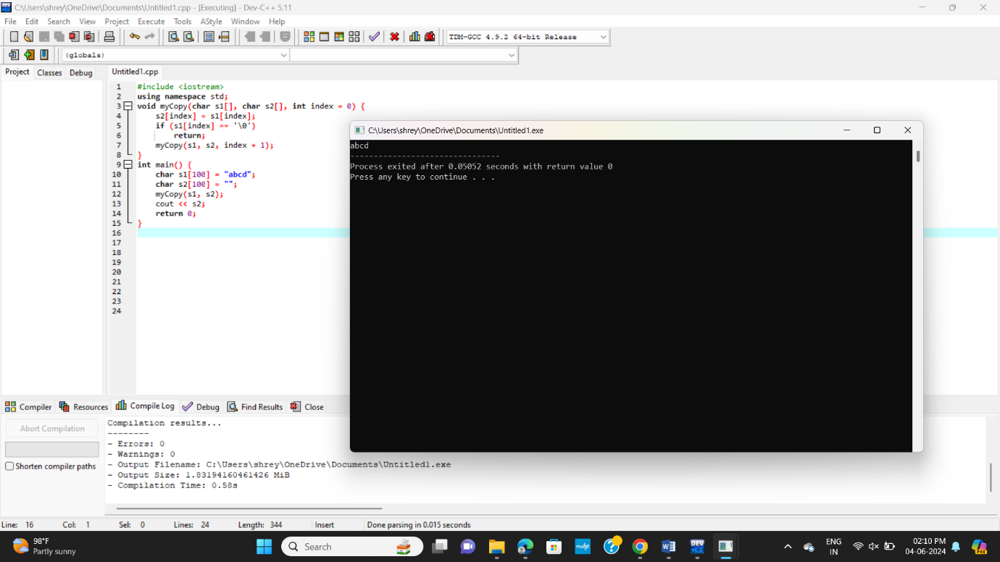 C:\Users\shrey\OneDrive\Documents\Untitled1.cpp - [Executing] - Dev-C++ 5.11
File Edit Search View Project Execute Tools AStyle Window Help
TDM-GCC 4.9.2 64-bit Release
(globals)
Project Classes Debug Untitled1.cpp
1 #include <iostream>
2 using namespace std;
3 void myCopy(char s1[], char s2[], int index = 0) {
4 s2[index] = s1[index];
5 if (s1[index] == '\0')
6 return;
7 myCopy(s1, s2, index + 1);
8 }
9 int main() {
10 char s1[100] = "abcd";
11 char s2[100] = "";
12 myCopy(s1, s2);
13 cout << s2;
14 return 0;
15 }
16
17
18
19
20
21
22
23
24
C:\Users\shrey\OneDrive\Documents\Untitled1.exe
abcd
--------------------------------
Process exited after 0.05052 seconds with return value 0
Press any key to continue . . .
Compiler Resources Compile Log Debug Find Results Close
Abort Compilation
Shorten compiler paths
Compilation results...
--------
- Errors: 0
- Warnings: 0
- Output Filename: C:\Users\shrey\OneDrive\Documents\Untitled1.exe
- Output Size: 1.83194160461426 MiB
- Compilation Time: 0.58s
Line: 16 Col: 1 Sel: 0 Lines: 24 Length: 344 Insert Done parsing in 0.015 seconds
98°F
Partly sunny
Search
mvhp
DEV
PRE
ENG
IN
02:10 PM
04-06-2024